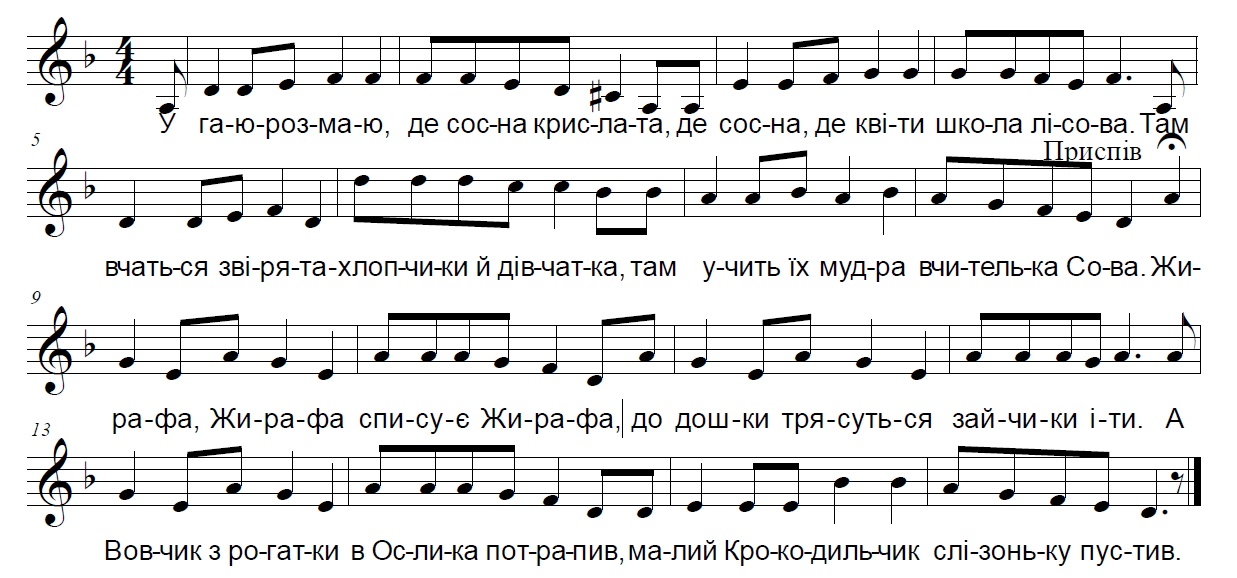 У га-ю-роз-ма-ю, де сос-на крис-ла-та, де сос-на, де кві-ти шко-ла лі-со-ва. Там
5
Приспів
вчать-ся зві-ря-та-хлоп-чи-ки й дів-чат-ка, там у-чить їх муд-ра вчи-тель-ка Со-ва. Жи-
9
ра-фа, Жи-ра-фа спи-су-є Жи-ра-фа, до дош-ки тря-суть-ся зай-чи-ки і-ти. А
13
Вов-чик з ро-гат-ки в Ос-ли-ка пот-ра-пив, ма-лий Кро-ко-диль-чик слі-зонь-ку пус-тив.